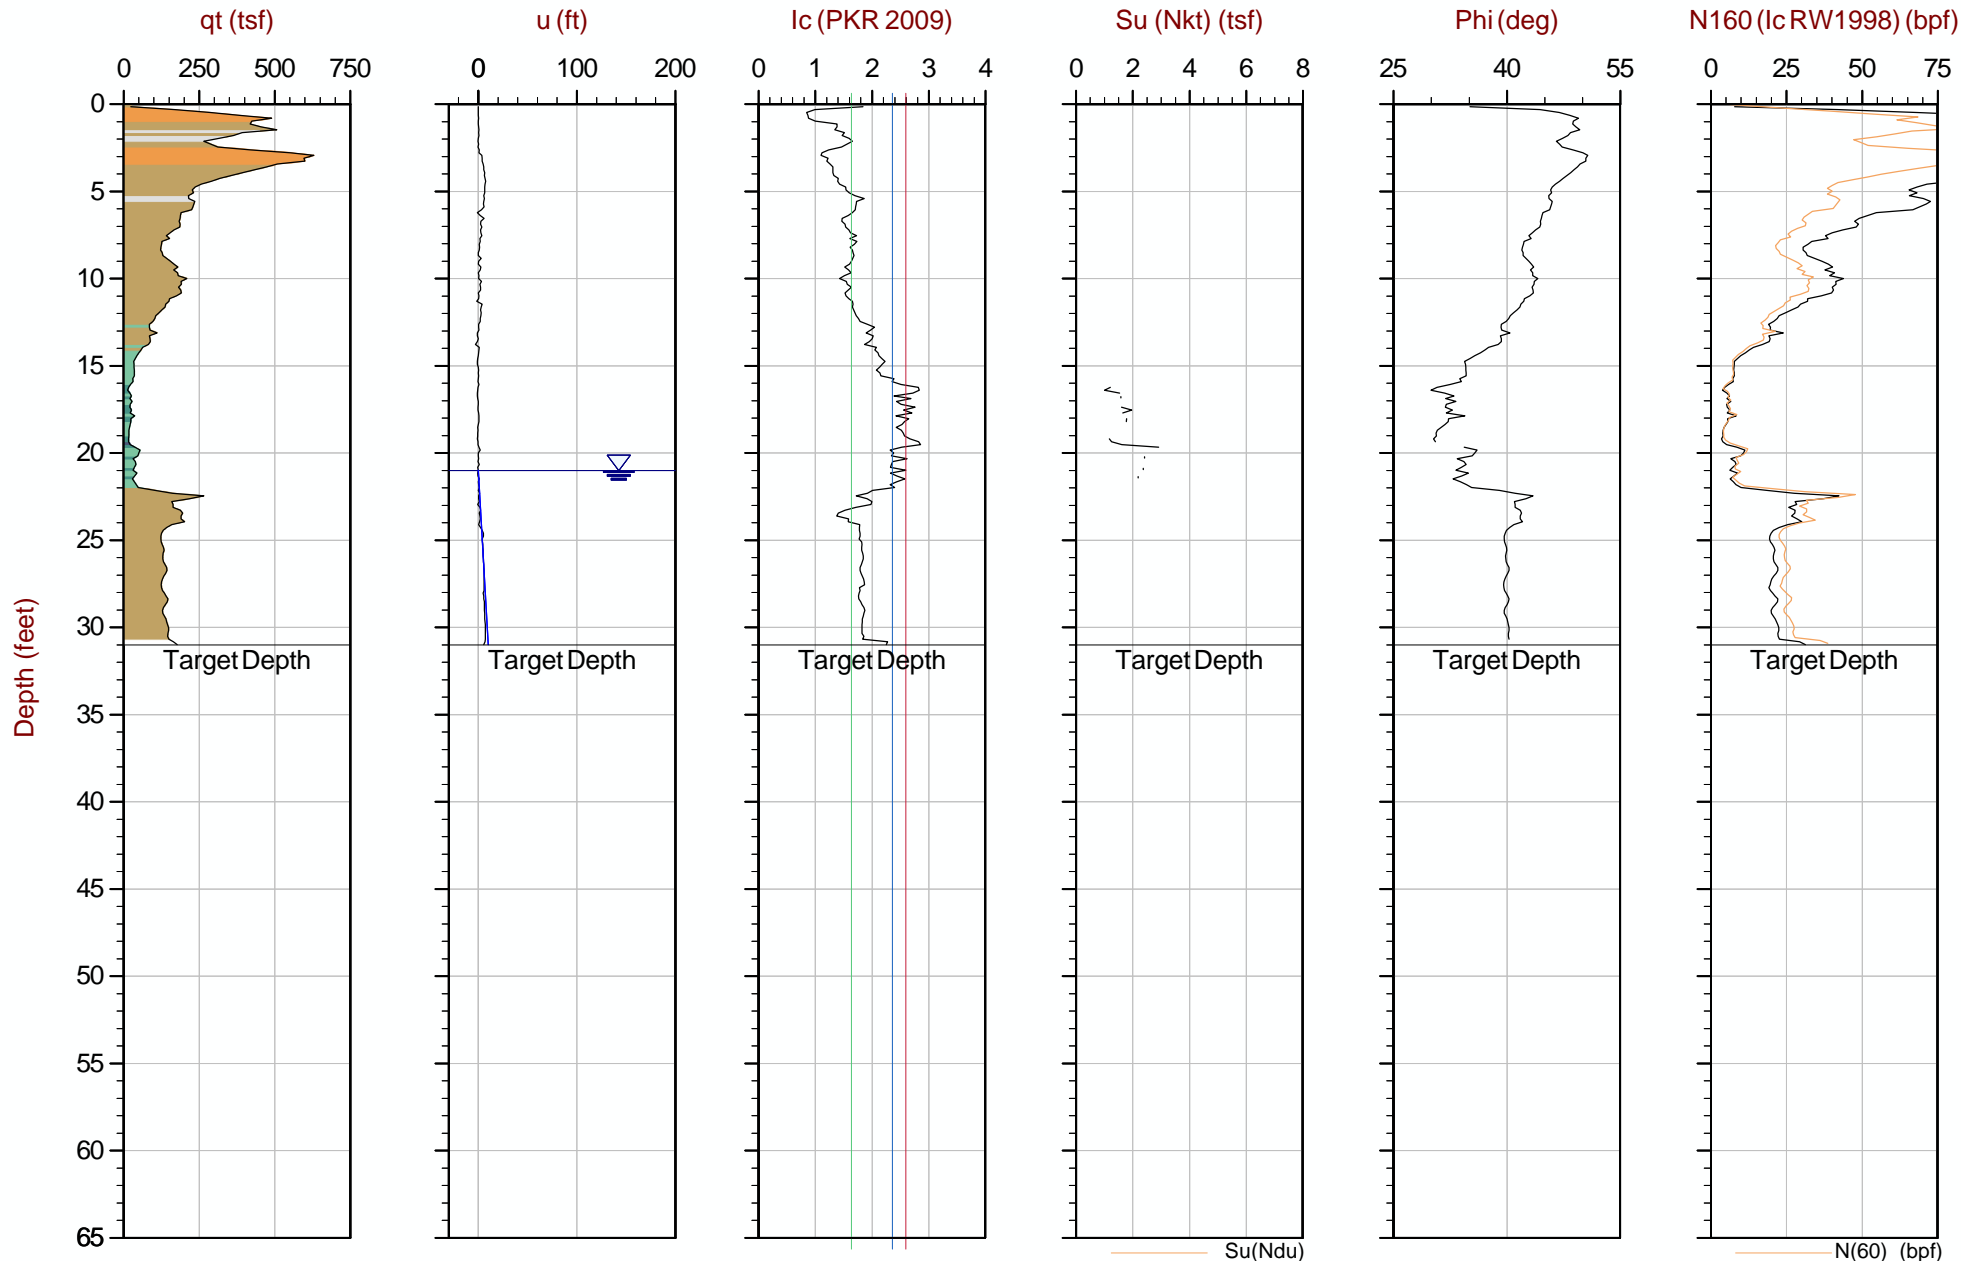 qt (tsf)
u (ft)
Ic (PKR 2009)
Su (Nkt) (tsf)
Phi (deg)
N160 (Ic RW1998) (bpf)
0 250 500 750
0 100 200
0 1 2 3 4
0 2 4 6 8
25 40 55
0 25 50 75
0
5
10
15
20
25
30
35
40
45
50
55
60
65
Depth (feet)
Target Depth
Target Depth
Target Depth
Target Depth
Target Depth
Target Depth
Su(Ndu)
N(60) (bpf)